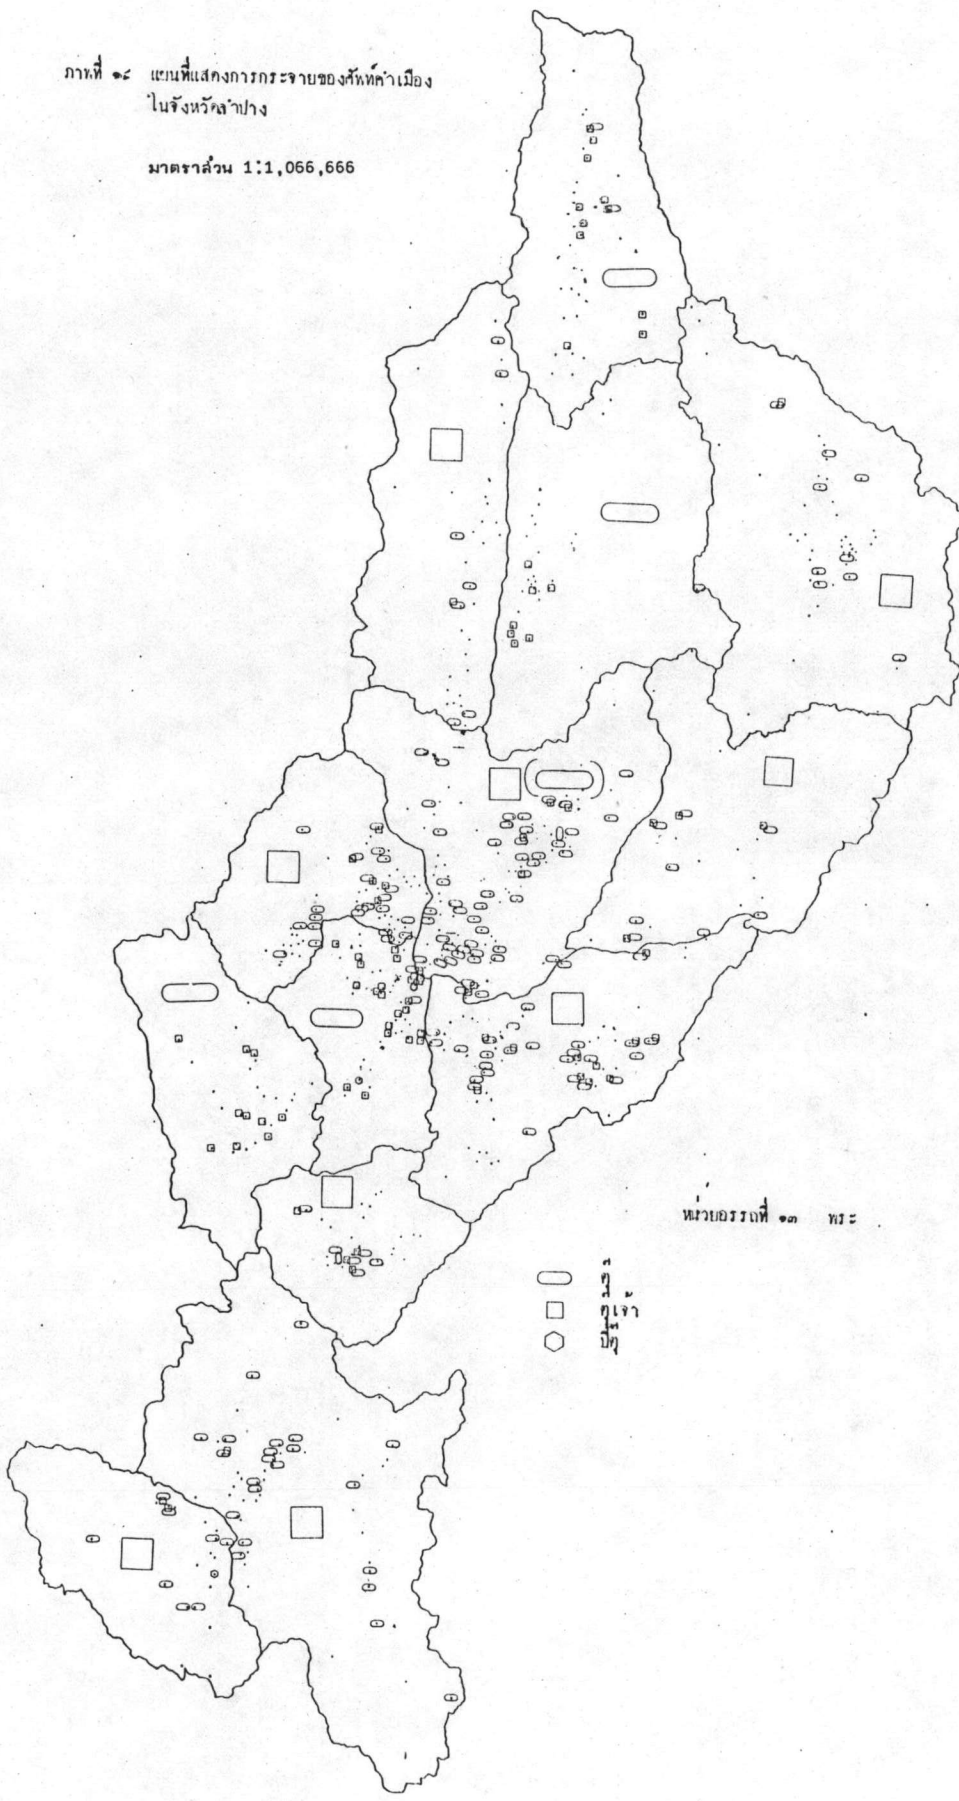 ภาพที่ ๑๘ แผนที่แสดงการกระจายของศัพท์คำเมือง
ในจังหวัดลำปาง
มาตราส่วน 1:1,066,666
หน่วยอรรถที่ ๑๓ พระ
ตุ๊
ตุ๊เจ้า
ปี้ตุ๊